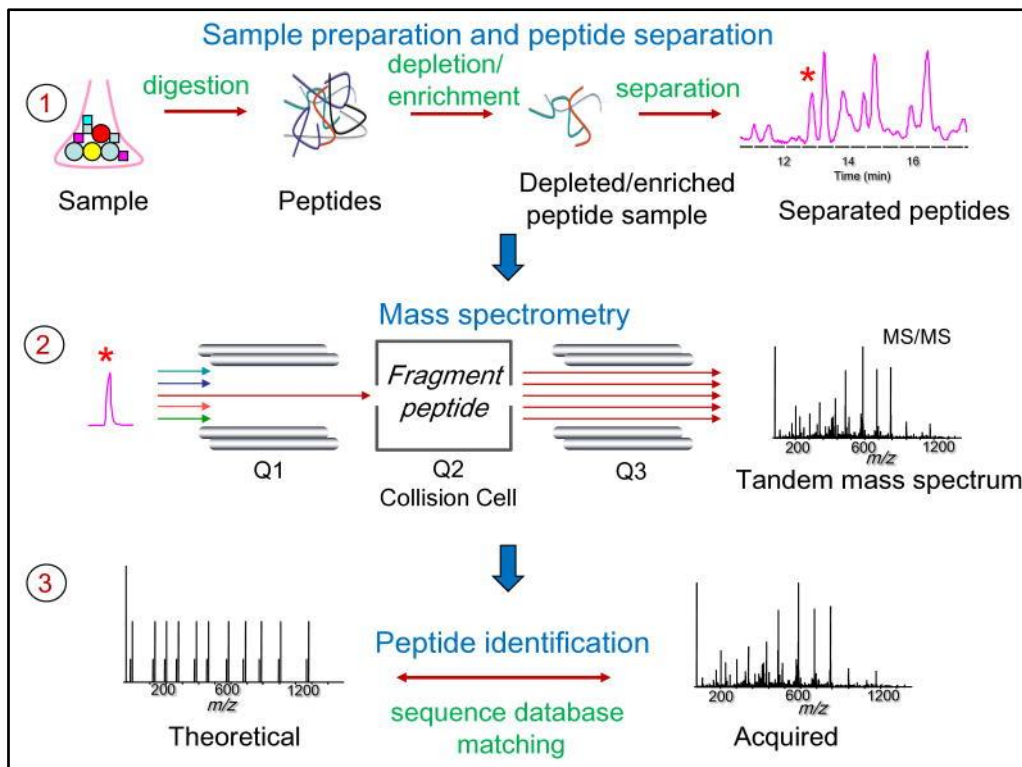 Sample preparation and peptide separation
1
digestion
depletion/
enrichment
separation
*
12 14 16
Time (min)
Sample
Peptides
Depleted/enriched
peptide sample
Separated peptides
Mass spectrometry
2
*
Fragment
peptide
MS/MS
Q1
Q2
Collision Cell
Q3
200 600 1200
m/z
Tandem mass spectrum
3
Peptide identification
sequence database
matching
200 600 1200
m/z
Theoretical
200 600 1200
m/z
Acquired